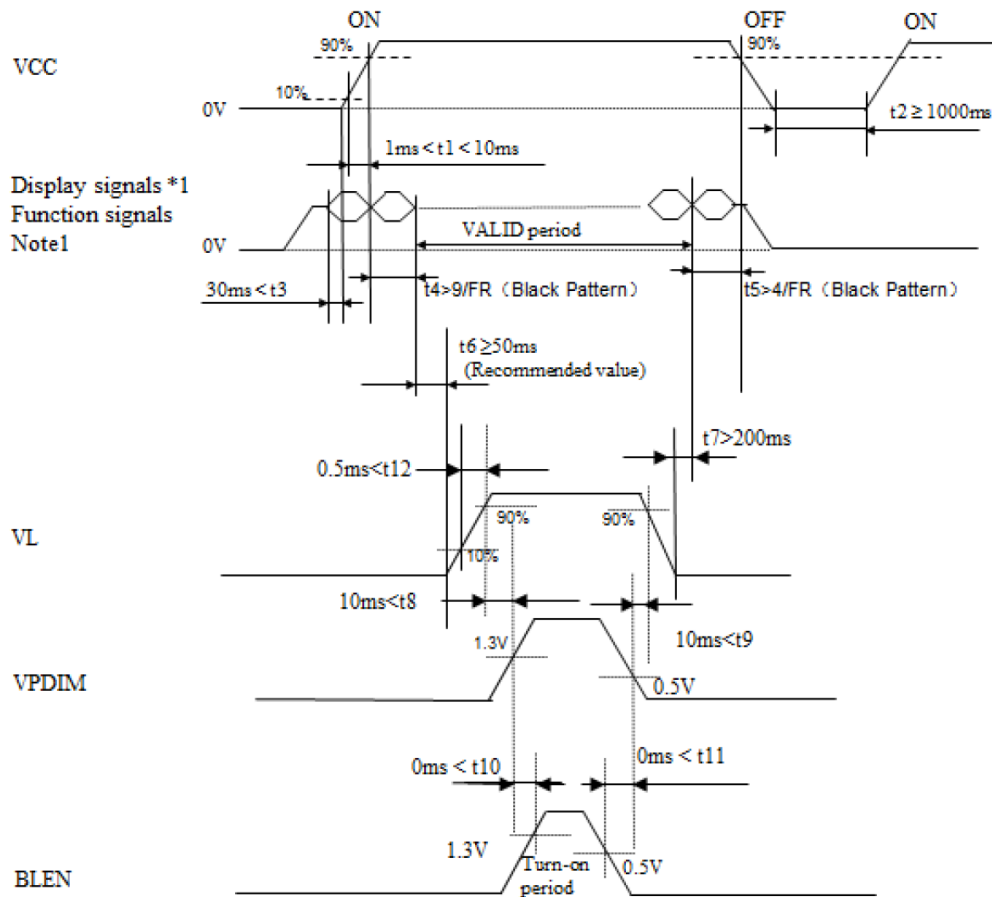 ON OFF ON
90% 90%
VCC
10%
0V
t2 ≥ 1000ms
1ms < t1 < 10ms
Display signals *1
Function signals
Note1
0V
VALID period
30ms < t3
t4>9/FR（Black Pattern）
t5>4/FR（Black Pattern）
t6 ≥50ms
(Recommended value)
t7>200ms
0.5ms<t12
VL
90% 90%
10%
10ms<t8
10ms<t9
1.3V
VPDIM
0.5V
0ms < t10
0ms < t11
1.3V
0.5V
Turn-on
period
BLEN